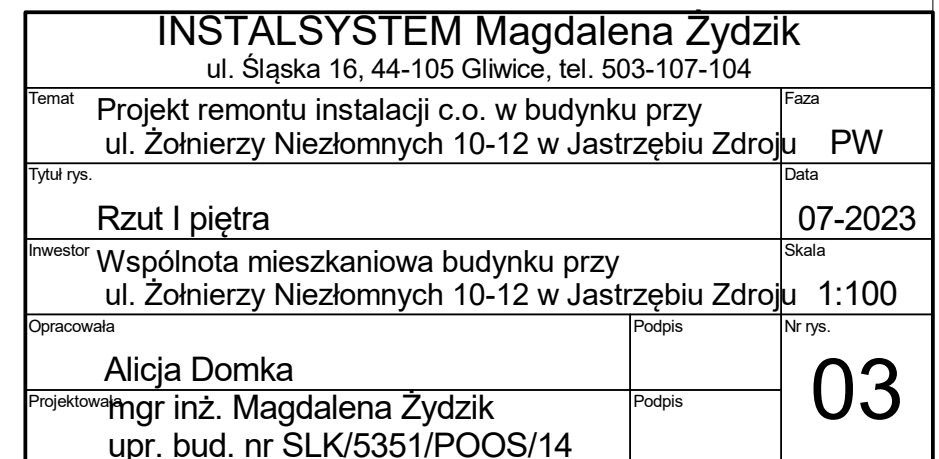 INSTALSYSTEM Magdalena Żydzik
ul. Śląska 16, 44-105 Gliwice, tel. 503-107-104
Temat
Projekt remontu instalacji c.o. w budynku przy
ul. Żołnierzy Niezłomnych 10-12 w Jastrzębiu Zdroju
Faza
PW
Tytuł rys.
Rzut I piętra
Data
07-2023
Inwestor
Wspólnota mieszkaniowa budynku przy
ul. Żołnierzy Niezłomnych 10-12 w Jastrzębiu Zdroju
Skala
1:100
Opracowała
Alicja Domka
Podpis
Nr rys.
03
Projektowała
mgr inż. Magdalena Żydzik
upr. bud. nr SLK/5351/POOS/14
Podpis